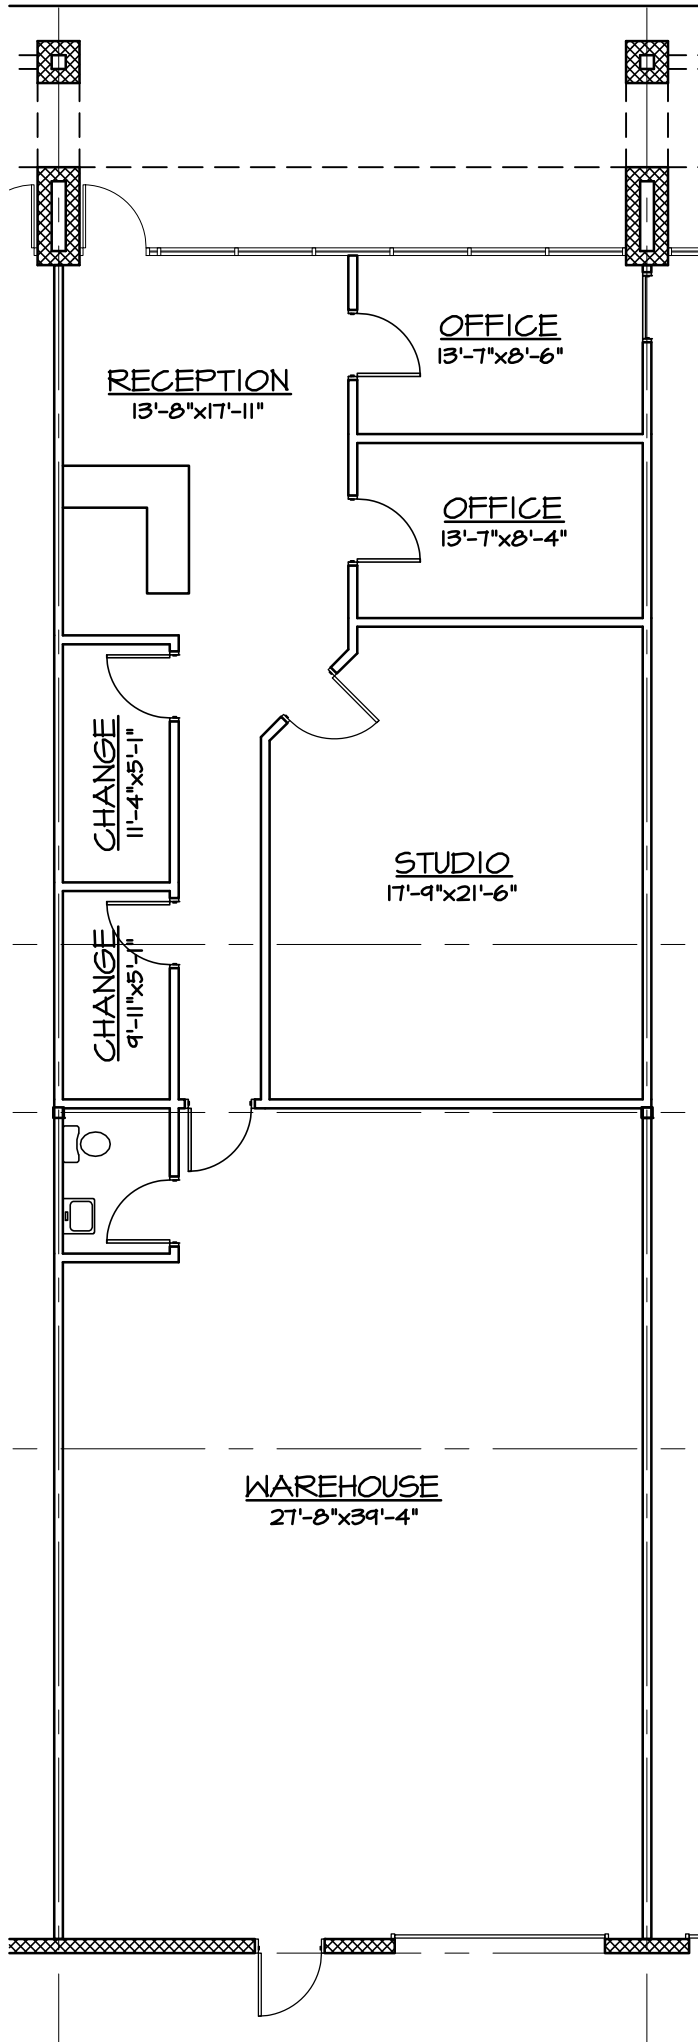 OFFICE
13'-7"x8'-6"
RECEPTION
13'-8"x17'-11"
OFFICE
13'-7"x8'-4"
CHANGE
11'-4"x5'-1"
STUDIO
17'-9"x21'-6"
CHANGE
9'-11"x5'-1"
WAREHOUSE
27'-8"x39'-4"